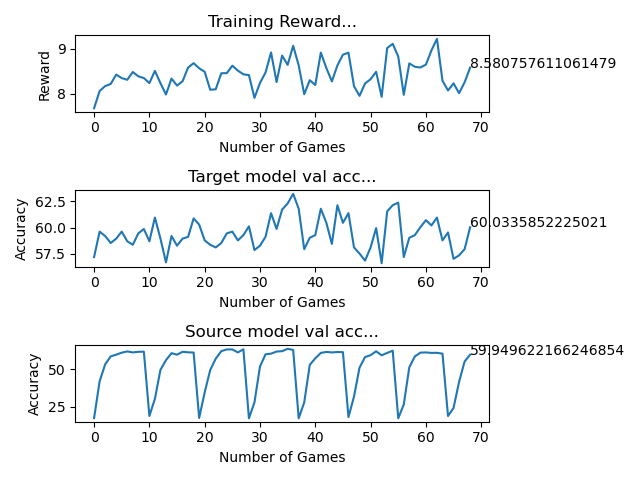 Training Reward...
9
8
Reward
8.580757611061479
0 10 20 30 40 50 60 70
Number of Games
Target model val acc...
62.5
60.0
57.5
Accuracy
60.0335852225021
0 10 20 30 40 50 60 70
Number of Games
Source model val acc...
50
25
Accuracy
59.949622166246854
0 10 20 30 40 50 60 70
Number of Games